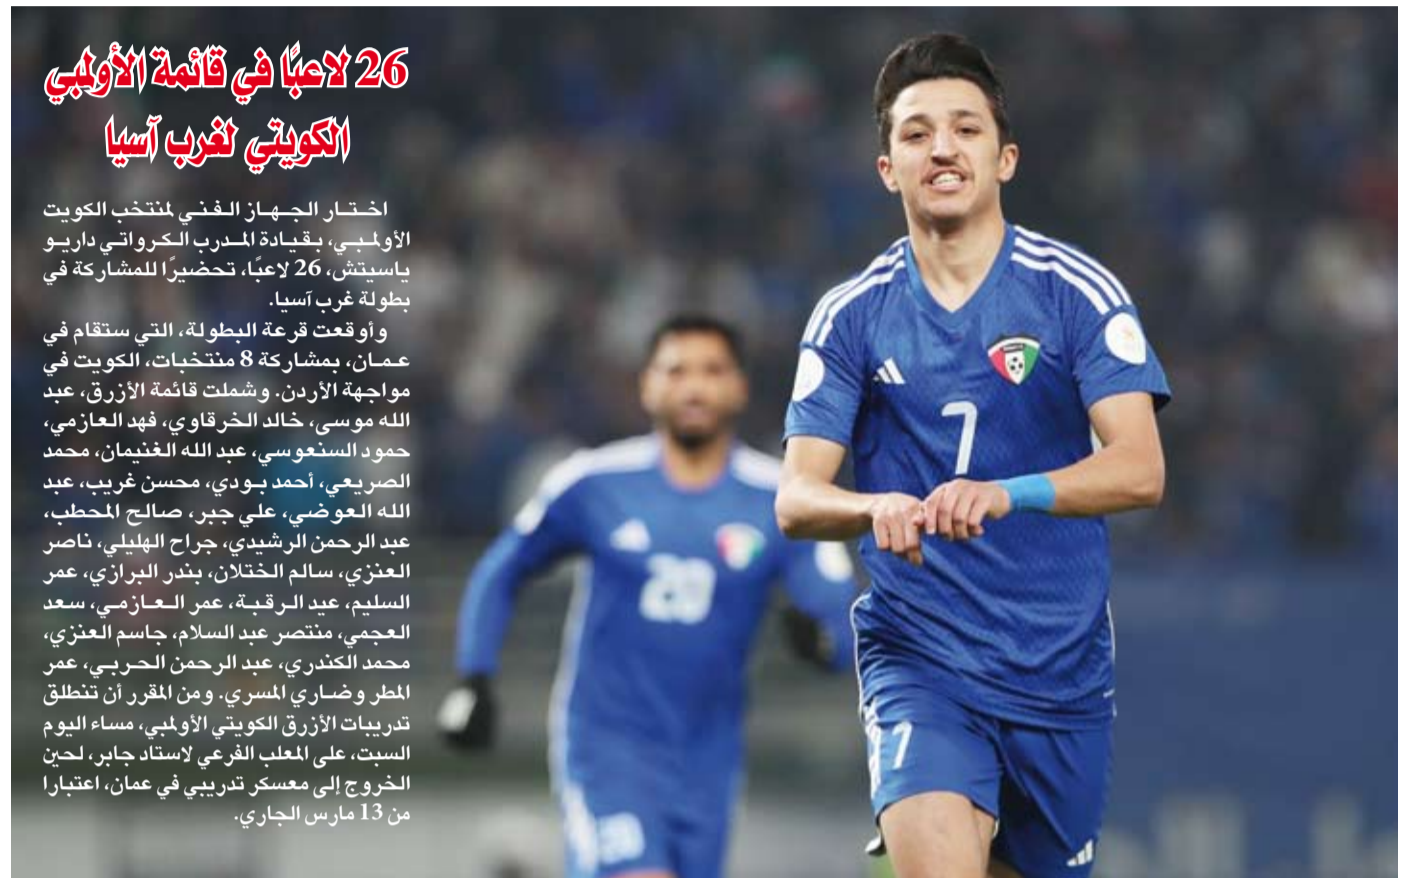 26 لاعبًا في قائمة الأولمبي
الكويتي لغرب آسيا
اختار الجهاز الفني لمنتخب الكويت
الأولمبي، بقيادة المدرب الكرواتي داريو
ياسيتش، 26 لاعبًا، تحضيرًا للمشاركة في
بطولة غرب آسيا.
وأوقعت قرعة البطولة، التي ستقام في
عمان، بمشاركة 8 منتخبات، الكويت في
مواجهة الأردن. وشملت قائمة الأزرق، عبد
الله موسى، خالد الخرقاوي، فهد العازمي،
حمود السنعوسي، عبد الله الغنيمان، محمد
الصريعي، أحمد بودي، محسن غريب، عبد
الله العوضي، علي جبر، صالح المحطب،
عبد الرحمن الرشيدي، جراح الهليلي، ناصر
العنزي، سالم الختلان، بندر البرازي، عمر
السليم، عيد الرقبة، عمر العازمي، سعد
العجمي، منتصر عبد السلام، جاسم العنزي،
محمد الكندري، عبد الرحمن الحربي، عمر
المطر وضاري المسري. ومن المقرر أن تنطلق
تدريبات الأزرق الكويتي الأولمبي، مساء اليوم
السبت، على الملعب الفرعي لاستاد جابر، لحين
الخروج إلى معسكر تدريبي في عمان، اعتبارا
من 13 مارس الجاري.
7
20
7